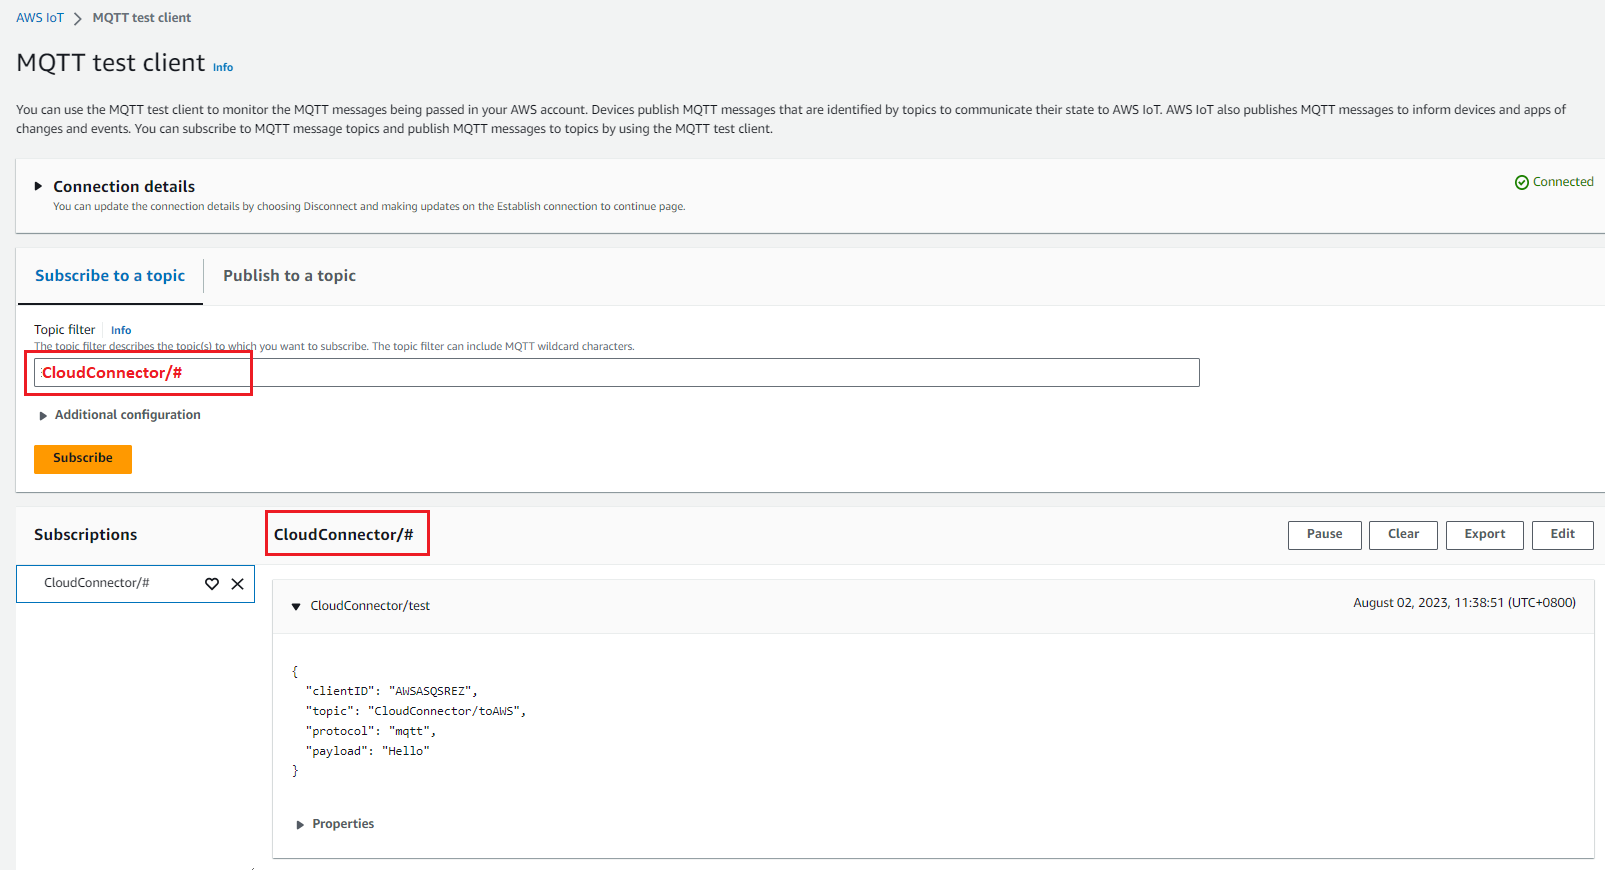 AWS IoT > MQTT test client
MQTT test client Info
You can use the MQTT test client to monitor the MQTT messages being passed in your AWS account. Devices publish MQTT messages that are identified by topics to communicate their state to AWS IoT. AWS IoT also publishes MQTT messages to inform devices and apps of
changes and events. You can subscribe to MQTT message topics and publish MQTT messages to topics by using the MQTT test client.
Connection details
Connected
You can update the connection details by choosing Disconnect and making updates on the Establish connection to continue page.
Subscribe to a topic Publish to a topic
Topic filter Info
The topic filter describes the topic(s) to which you want to subscribe. The topic filter can include MQTT wildcard characters.
CloudConnector/#
Additional configuration
Subscribe
Subscriptions
CloudConnector/#
Pause Clear Export Edit
CloudConnector/#
CloudConnector/test
August 02, 2023, 11:38:51 (UTC+0800)
{
"clientID": "AWSASQSREZ",
"topic": "CloudConnector/toAWS",
"protocol": "mqtt",
"payload": "Hello"
}
Properties